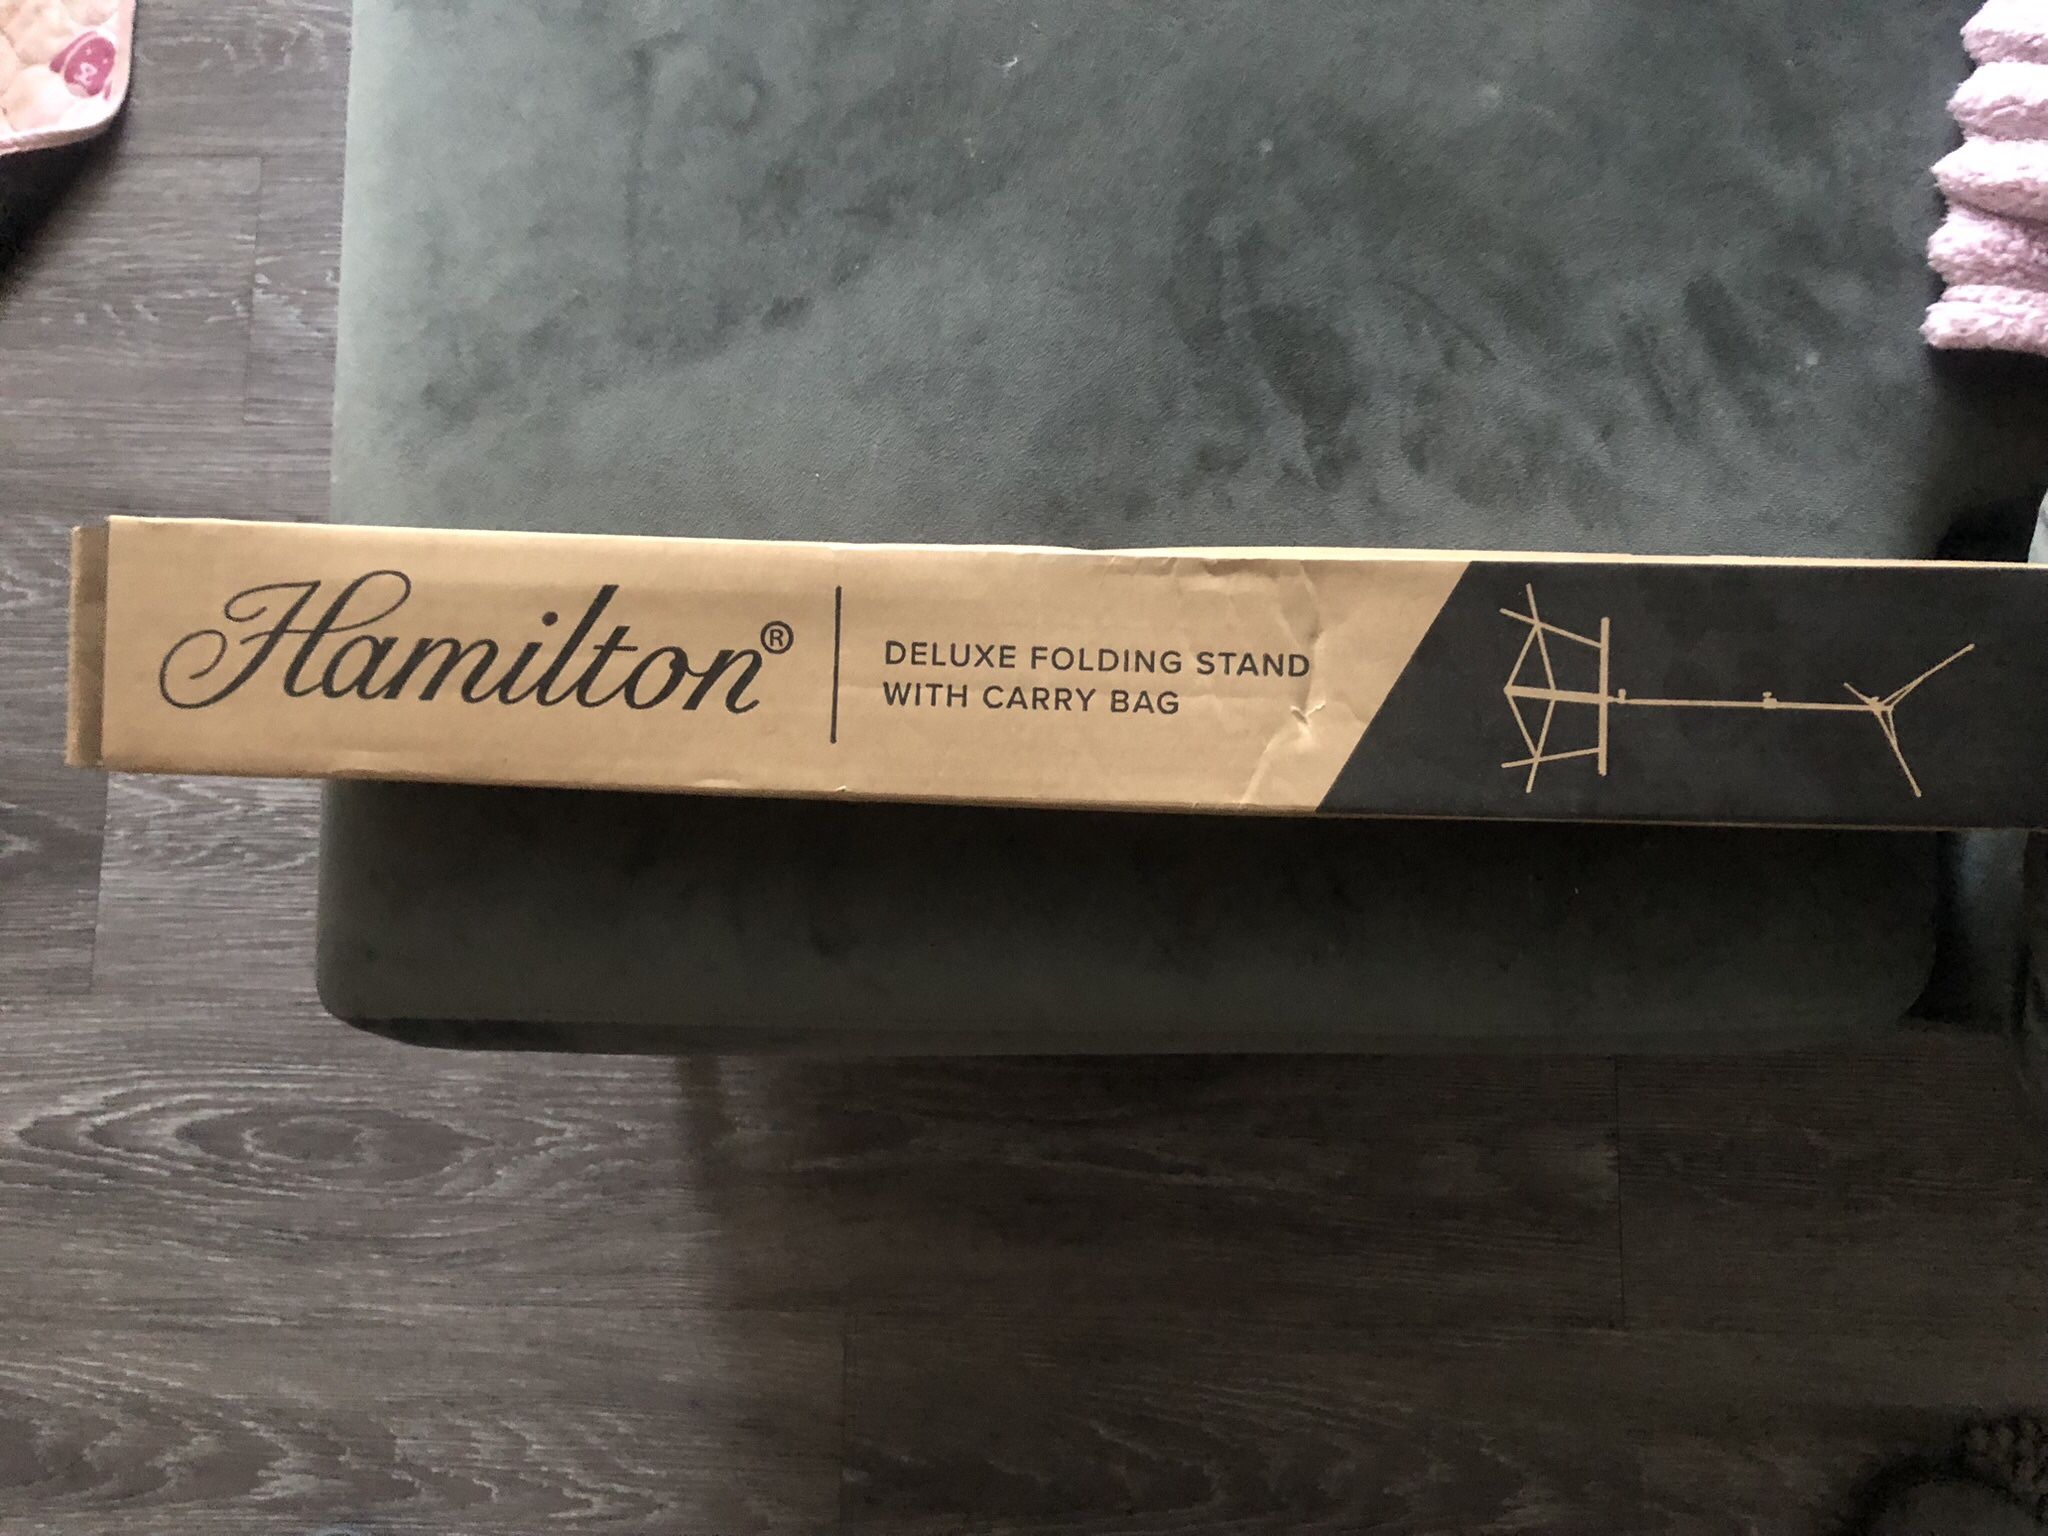 Hamilton®
DELUXE FOLDING STAND
WITH CARRY BAG